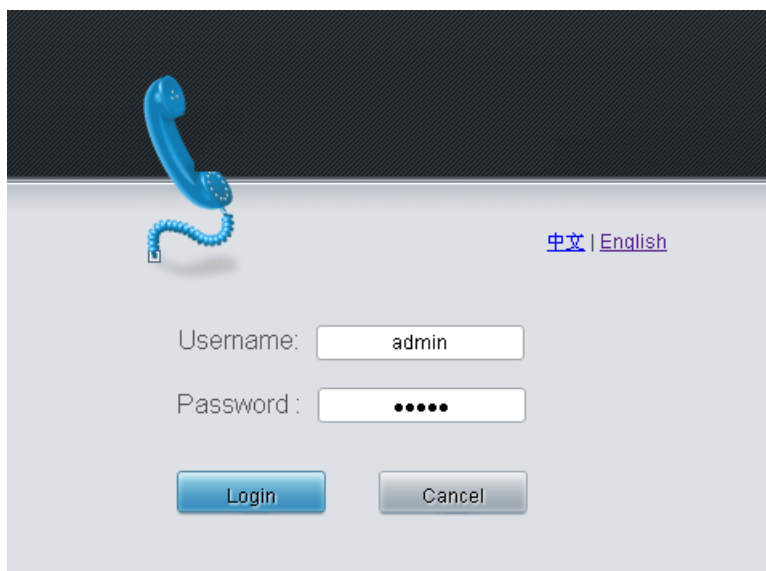 中文 | English
Username: admin
Password : •••••
Login Cancel